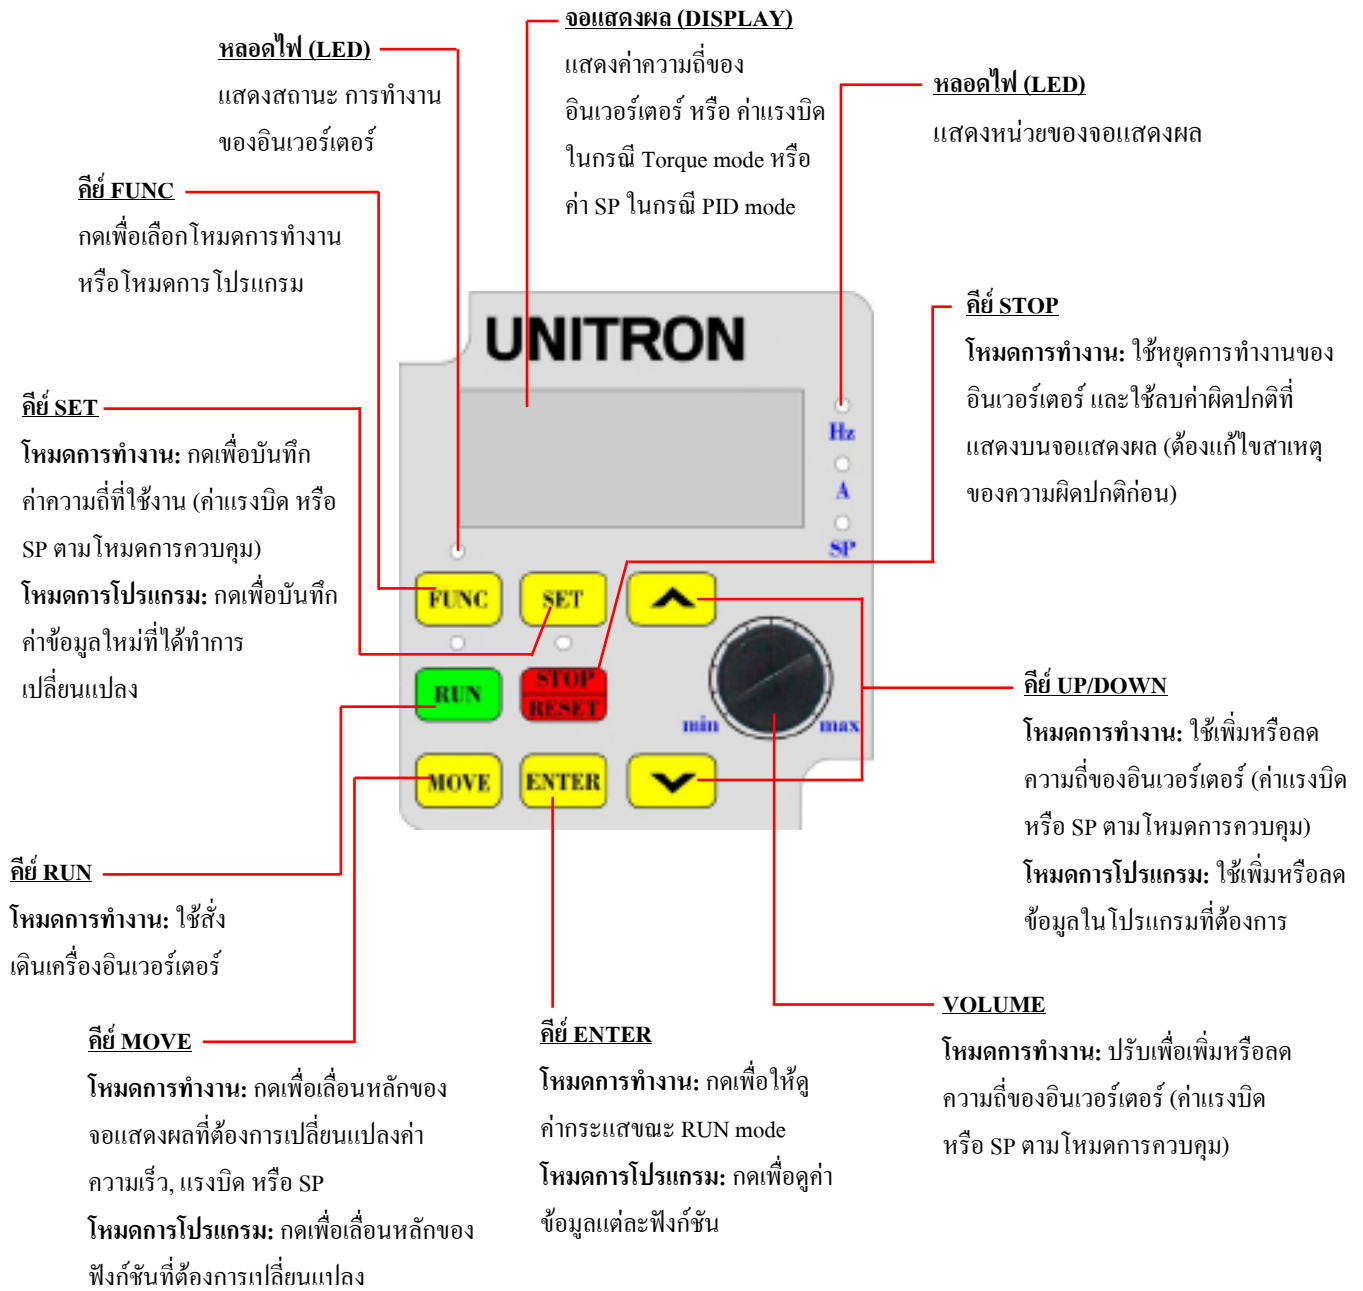 จอแสดงผล (DISPLAY)
แสดงค่าความถี่ของ
อินเวอร์เตอร์ หรือ ค่าแรงบิด
ในกรณี Torque mode หรือ
ค่า SP ในกรณี PID mode
หลอดไฟ (LED)
แสดงสถานะ การทำงาน
ของอินเวอร์เตอร์
หลอดไฟ (LED)
แสดงหน่วยของจอแสดงผล
คีย์ FUNC
กดเพื่อเลือกโหมดการทำงาน
หรือโหมดการโปรแกรม
คีย์ STOP
โหมดการทำงาน: ใช้หยุดการทำงานของ
อินเวอร์เตอร์ และใช้ลบค่าผิดปกติที่
แสดงบนจอแสดงผล (ต้องแก้ไขสาเหตุ
ของความผิดปกติก่อน)
คีย์ SET
โหมดการทำงาน: กดเพื่อบันทึก
ค่าความถี่ที่ใช้งาน (ค่าแรงบิด หรือ
SP ตามโหมดการควบคุม)
โหมดการโปรแกรม: กดเพื่อบันทึก
ค่าข้อมูลใหม่ที่ได้ทำการ
เปลี่ยนแปลง
UNITRON
Hz
A
SP
FUNC
SET
RUN
STOP
RESET
min
max
MOVE
ENTER
คีย์ UP/DOWN
โหมดการทำงาน: ใช้เพิ่มหรือลด
ความถี่ของอินเวอร์เตอร์ (ค่าแรงบิด
หรือ SP ตามโหมดการควบคุม)
โหมดการโปรแกรม: ใช้เพิ่มหรือลด
ข้อมูลในโปรแกรมที่ต้องการ
คีย์ RUN
โหมดการทำงาน: ใช้สั่ง
เดินเครื่องอินเวอร์เตอร์
คีย์ MOVE
โหมดการทำงาน: กดเพื่อเลื่อนหลักของ
จอแสดงผลที่ต้องการเปลี่ยนแปลงค่า
ความเร็ว, แรงบิด หรือ SP
โหมดการโปรแกรม: กดเพื่อเลื่อนหลักของ
ฟังก์ชันที่ต้องการเปลี่ยนแปลง
คีย์ ENTER
โหมดการทำงาน: กดเพื่อให้ดู
ค่ากระแสขณะ RUN mode
โหมดการโปรแกรม: กดเพื่อดูค่า
ข้อมูลแต่ละฟังก์ชัน
VOLUME
โหมดการทำงาน: ปรับเพื่อเพิ่มหรือลด
ความถี่ของอินเวอร์เตอร์ (ค่าแรงบิด
หรือ SP ตามโหมดการควบคุม)